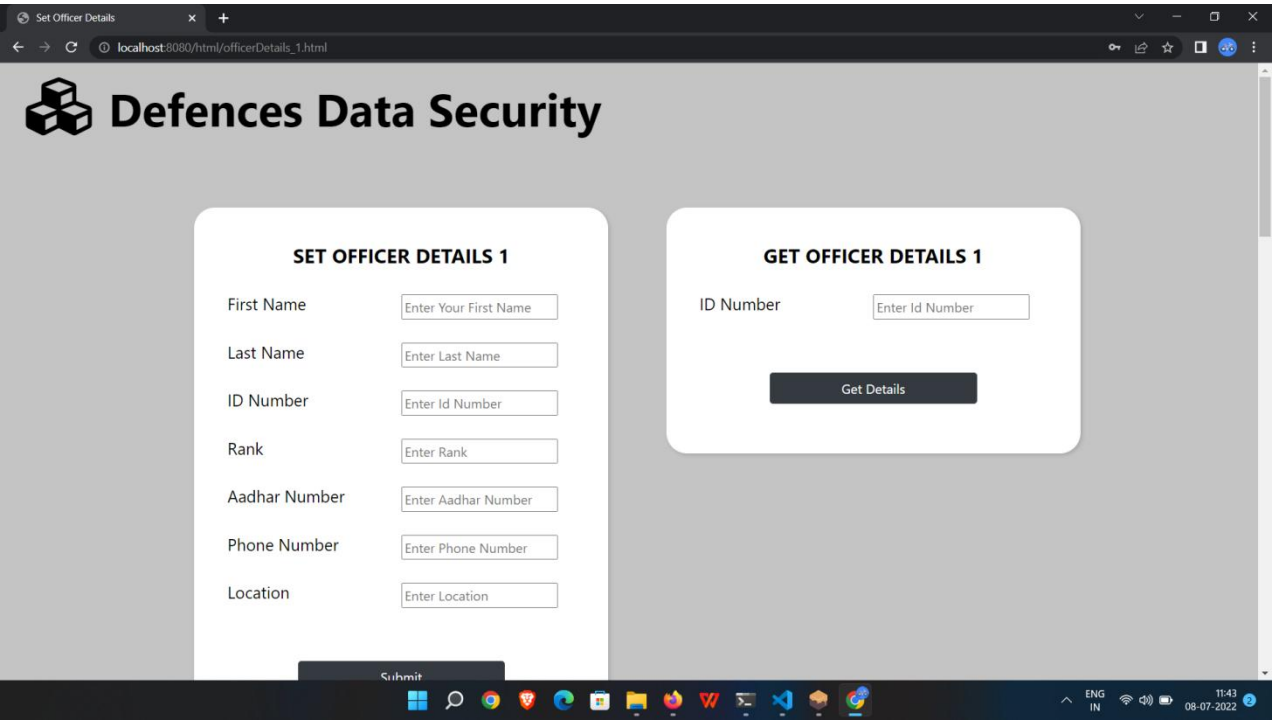 Set Officer Details
localhost:8080/html/officerDetails_1.html
Defences Data Security
SET OFFICER DETAILS 1
First Name Enter Your First Name
Last Name Enter Last Name
ID Number Enter Id Number
Rank Enter Rank
Aadhar Number Enter Aadhar Number
Phone Number Enter Phone Number
Location Enter Location
Submit
GET OFFICER DETAILS 1
ID Number Enter Id Number
Get Details
ENG
IN
11:43
08-07-2022
2